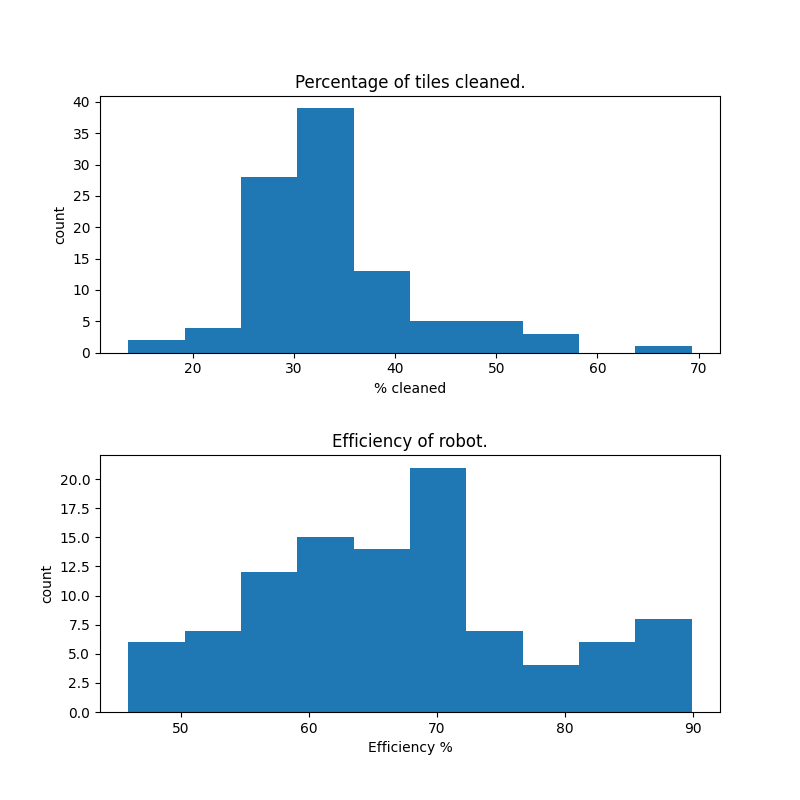 Percentage of tiles cleaned.
40
35
30
25
20
15
10
5
0
count
20 30 40 50 60 70
% cleaned
Efficiency of robot.
20.0
17.5
15.0
12.5
10.0
7.5
5.0
2.5
0.0
count
50 60 70 80 90
Efficiency %